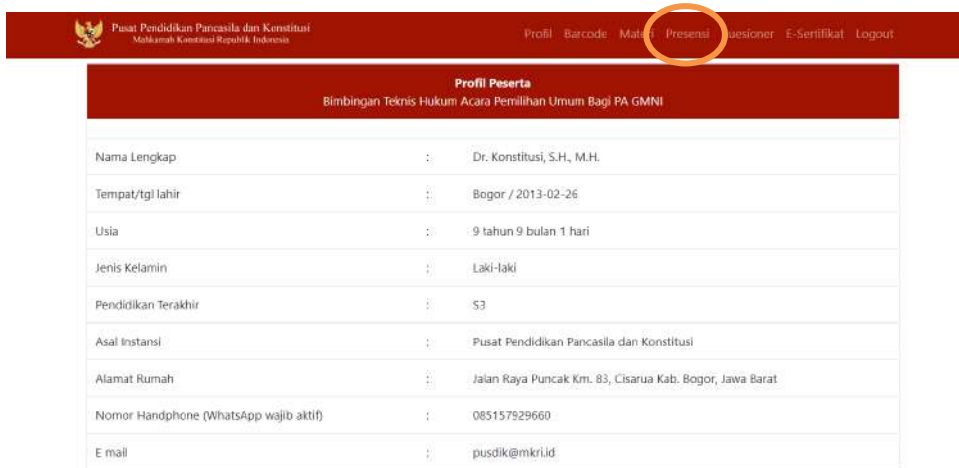 Pusat Pendidikan Pancasila dan Konstitusi
Mahkamah Konstitusi Republik Indonesia
Profil Barcode Materi Presensi Kuesioner E-Sertifikat Logout
Profil Peserta
Bimbingan Teknis Hukum Acara Pemilihan Umum Bagi PA GMNI
Nama Lengkap : Dr. Konstitusi, S.H., M.H.
Tempat/tgl lahir : Bogor / 2013-02-26
Usia : 9 tahun 9 bulan 1 hari
Jenis Kelamin : Laki-laki
Pendidikan Terakhir : S3
Asal Instansi : Pusat Pendidikan Pancasila dan Konstitusi
Alamat Rumah : Jalan Raya Puncak Km. 83, Cisarua Kab. Bogor, Jawa Barat
Nomor Handphone (WhatsApp wajib aktif) : 085157929660
E mail : pusdik@mkri.id